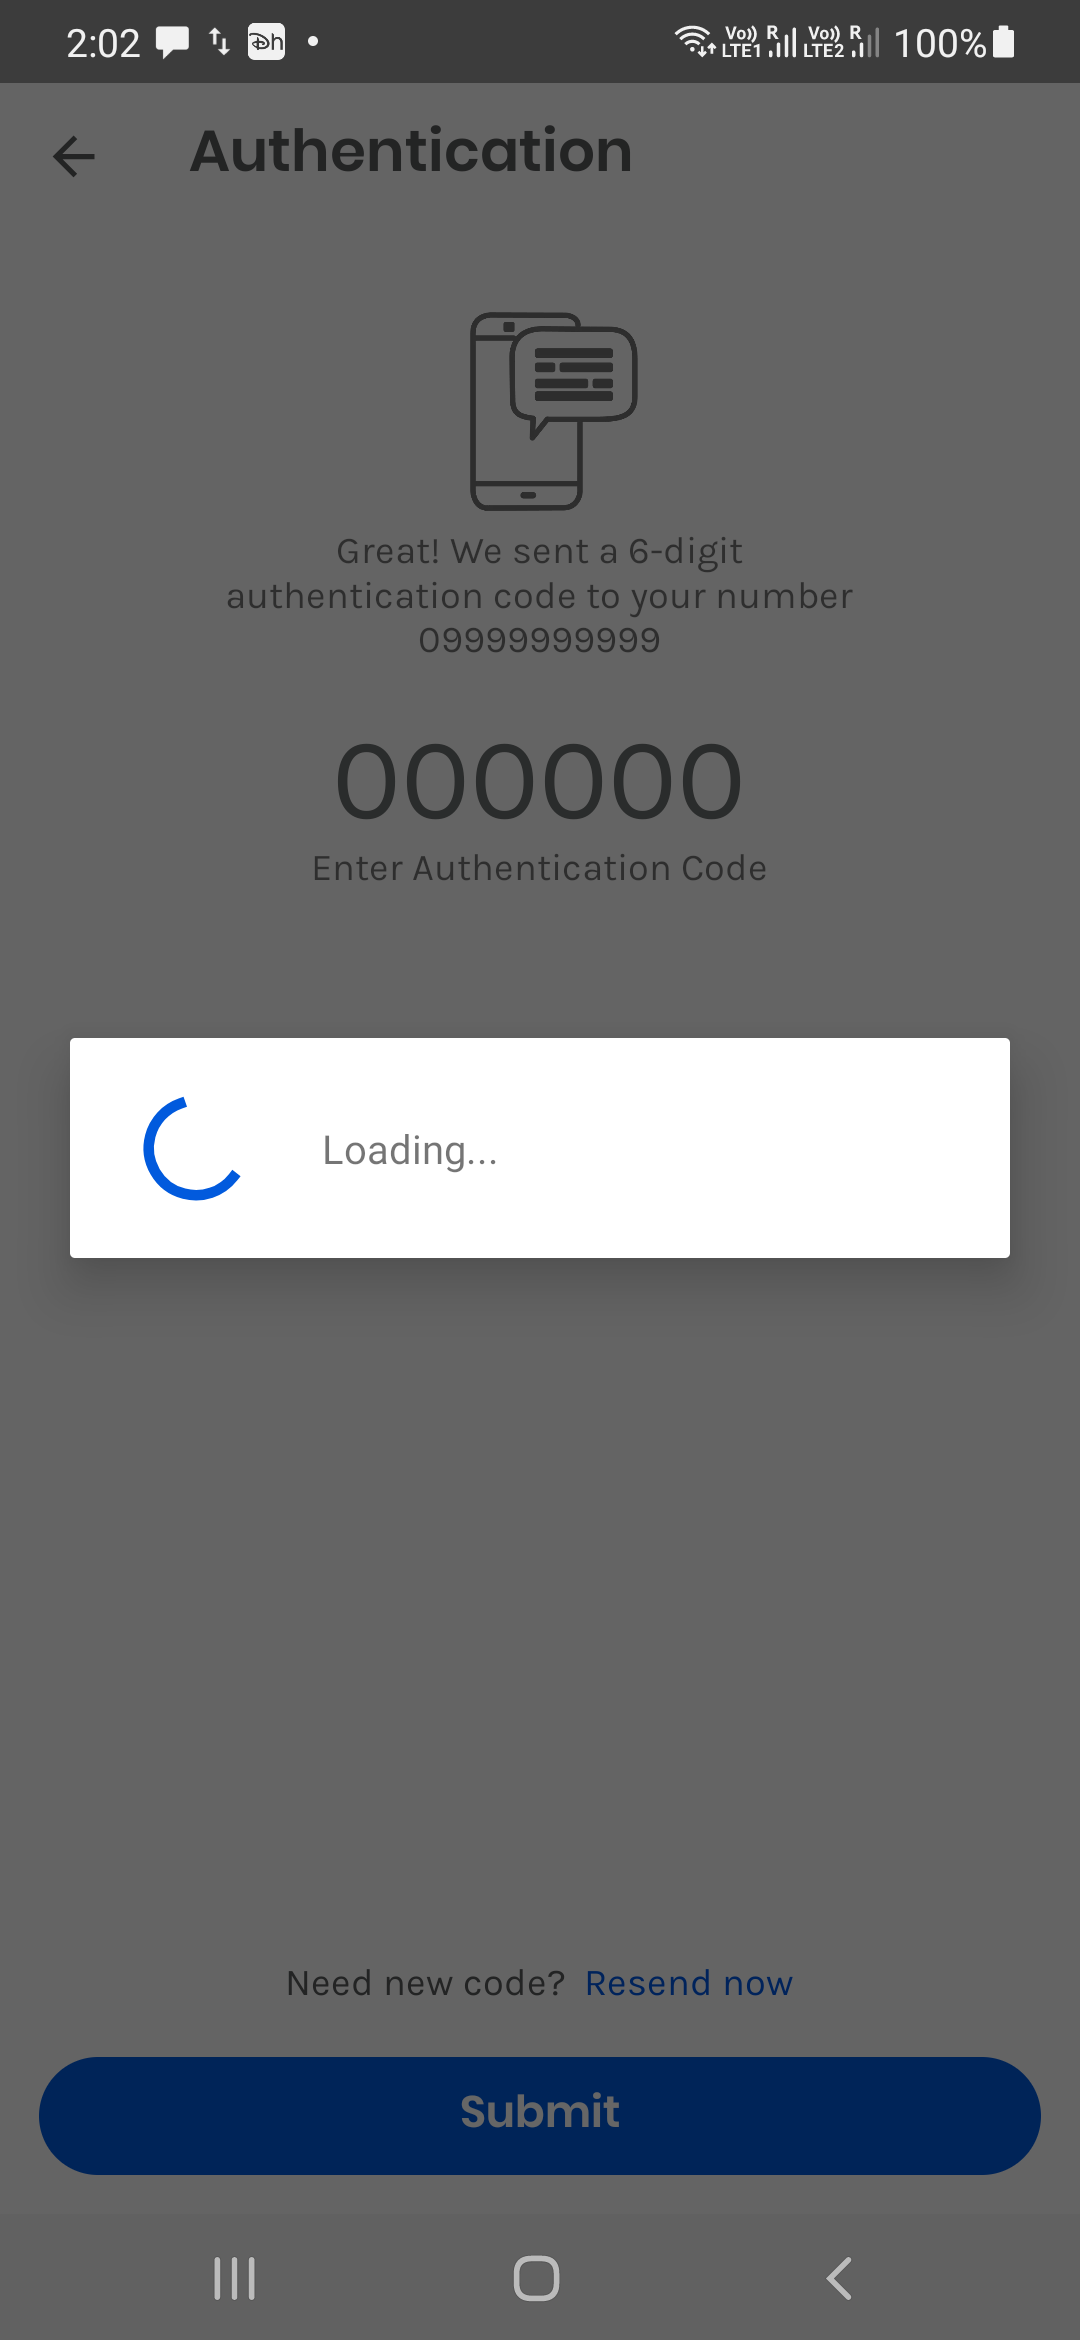 2:02 Vo)) LTE1 R Vo)) LTE2 R 100%
Authentication
Great! We sent a 6-digit
authentication code to your number
09999999999
000000
Enter Authentication Code
Loading...
Need new code? Resend now
Submit